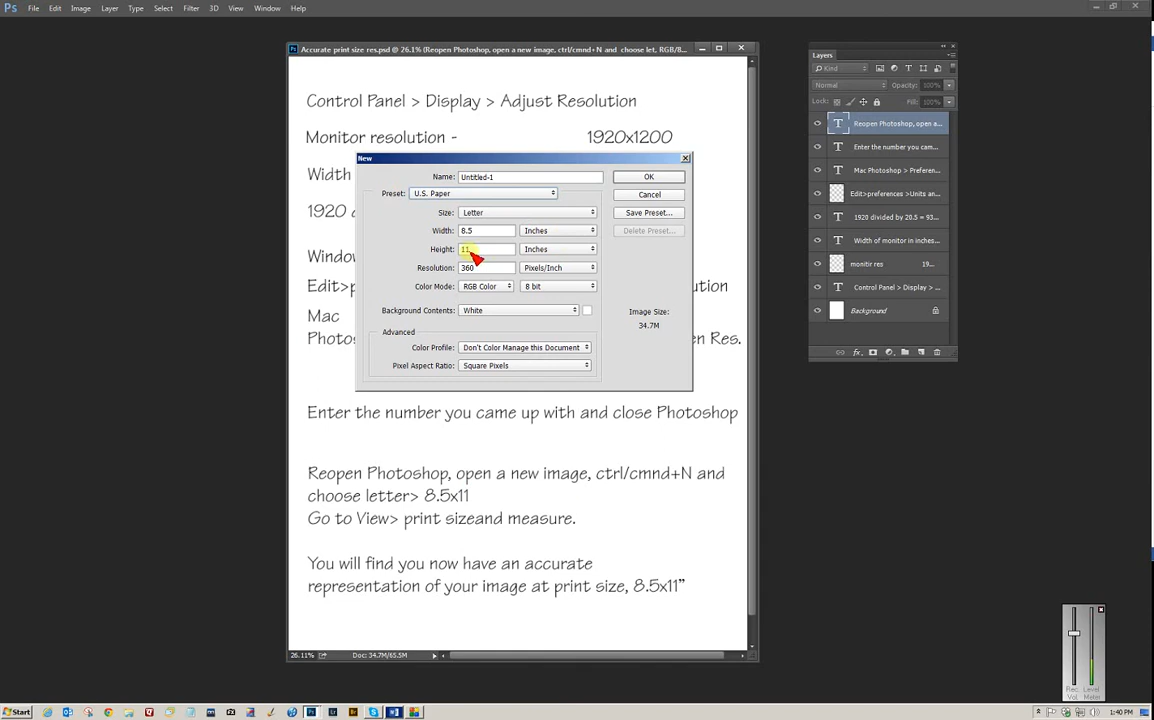 Ps File Edit Image Layer Type Select Filter 3D View Window Help
Accurate print size res.psd @ 26.1% (Reopen Photoshop, open a new image, ctrl/cmnd+N and choose let, RGB/8...
Layers
Kind
Normal Opacity: 100%
Lock: Fill: 100%
T Reopen Photoshop, open a...
T Enter the number you cam...
T Mac Photoshop > Preferen...
Edit>preferences >Units an...
T 1920 divided by 20.5 = 93...
T Width of monitor in inches...
monitir res 19...
T Control Panel > Display > ...
Background
Control Panel > Display > Adjust Resolution
Monitor resolution - 1920x1200
Width
1920
Window
Edit>p
lution
Mac
Photos
en Res.
New
Name: Untitled-1 OK
Preset: U.S. Paper Cancel
Size: Letter Save Preset...
Width: 8.5 Inches Delete Preset...
Height: 11 Inches
Resolution: 360 Pixels/Inch
Color Mode: RGB Color 8 bit
Background Contents: White
Image Size:
34.7M
Advanced
Color Profile: Don't Color Manage this Document
Pixel Aspect Ratio: Square Pixels
Enter the number you came up with and close Photoshop
Reopen Photoshop, open a new image, ctrl/cmnd+N and
choose letter> 8.5x11
Go to View> print sizeand measure.
You will find you now have an accurate
representation of your image at print size, 8.5x11”
26.11% Doc: 34.7M/65.5M
Rec. Vol Level Meter
Start 1:40 PM